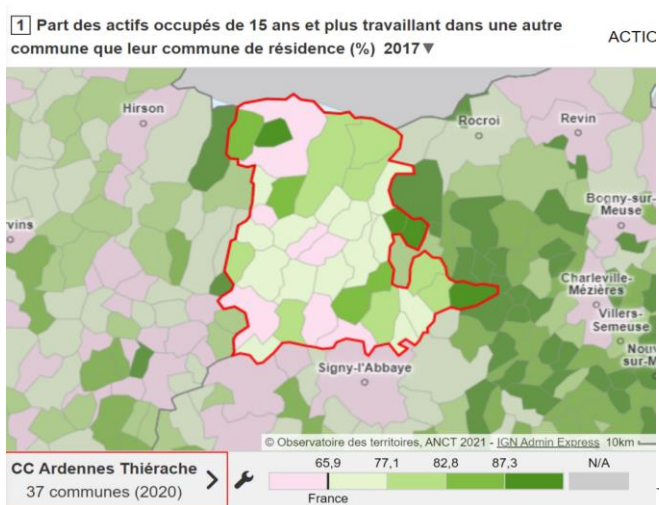 1 Part des actifs occupés de 15 ans et plus travaillant dans une autre
commune que leur commune de résidence (%) 2017▼
ACTIO
Hirson
Rocroi
Revin
Bogny-sur-
Meuse
rvins
Charleville-
Mézières
Villers-
Semeuse
Nou
sur-M
Signy-l'Abbaye
© Observatoire des territoires, ANCT 2021 - IGN Admin Express 10km
CC Ardennes Thiérache
37 communes (2020)
65,9 77,1 82,8 87,3 N/A
France